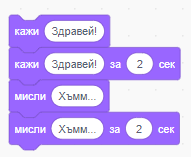 кажи Здравей!
кажи Здравей! за 2 сек
мисли Хъмм...
мисли Хъмм... за 2 сек